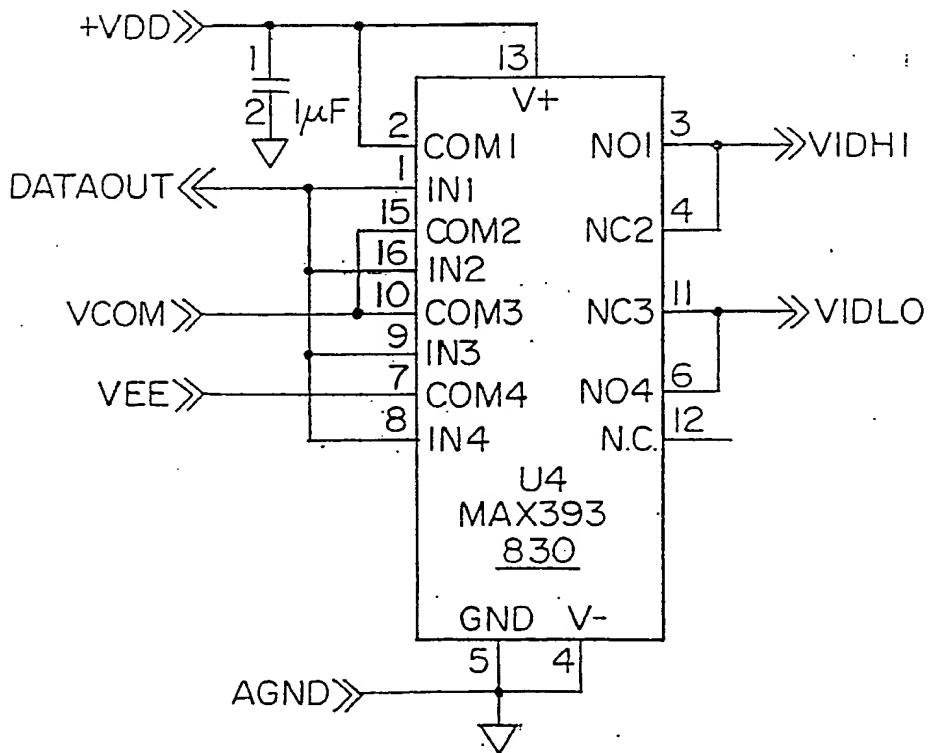 +VDD
1
2
1μF
13
V+
2
COM1
NO1
3
VIDHI
DATAOUT
1
IN1
15
COM2
NC2
4
16
IN2
VCOM
10
COM3
NC3
11
VIDLO
9
IN3
VEE
7
COM4
NO4
6
8
IN4
N.C.
12
U4
MAX393
830
GND
V-
5
4
AGND